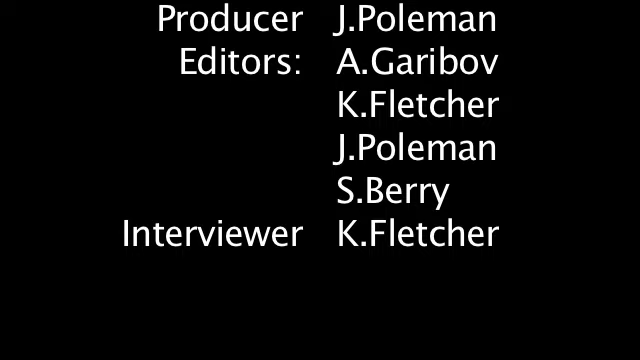 Producer J.Poleman
Editors: A.Garibov
K.Fletcher
J.Poleman
S.Berry
Interviewer K.Fletcher